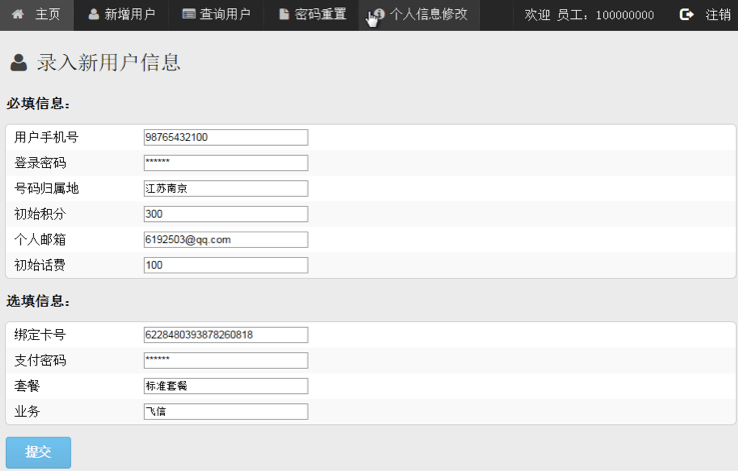 主页 新增用户 查询用户 密码重置 个人信息修改 欢迎 员工：100000000 注销
录入新用户信息
必填信息：
用户手机号 98765432100
登录密码 ******
号码归属地 江苏南京
初始积分 300
个人邮箱 6192503@qq.com
初始话费 100
选填信息：
绑定卡号 6228480393878260818
支付密码 ******
套餐 标准套餐
业务 飞信
提交